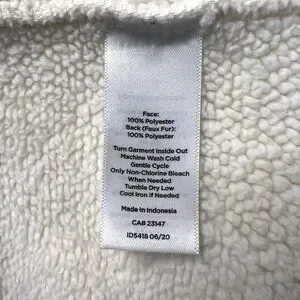 Face:
100% Polyester
Back (Faux Fur):
100% Polyester
Turn Garment Inside Out
Machine Wash Cold
Gentle Cycle
Only Non-Chlorine Bleach
When Needed
Tumble Dry Low
Cool Iron If Needed
Made In Indonesia
CA# 23147
ID5418 06/20